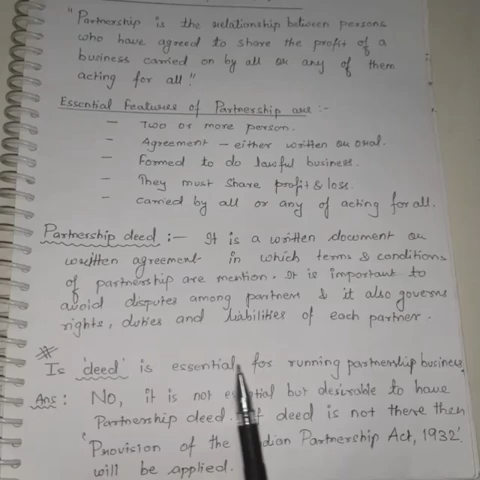 "Partnership is the relationship between persons
who have agreed to share the profit of a
business carried on by all or any of them
acting for all."
Essential Features of Partnership are :-
– Two or more person.
– Agreement – either written or oral.
– Formed to do lawful business.
– They must share profit & loss.
– carried by all or any of acting for all.
Partnership deed :- It is a written document or
written agreement in which terms & conditions
of partnership are mention. It is important to
avoid disputes among partners & it also governs
rights, duties and liabilities of each partner.
Is 'deed' is essential for running partnership business
Ans : No, it is not but desirable to have
Partnership deed. deed is not there then
'Provision of the Partnership Act, 1932'
will be applied.